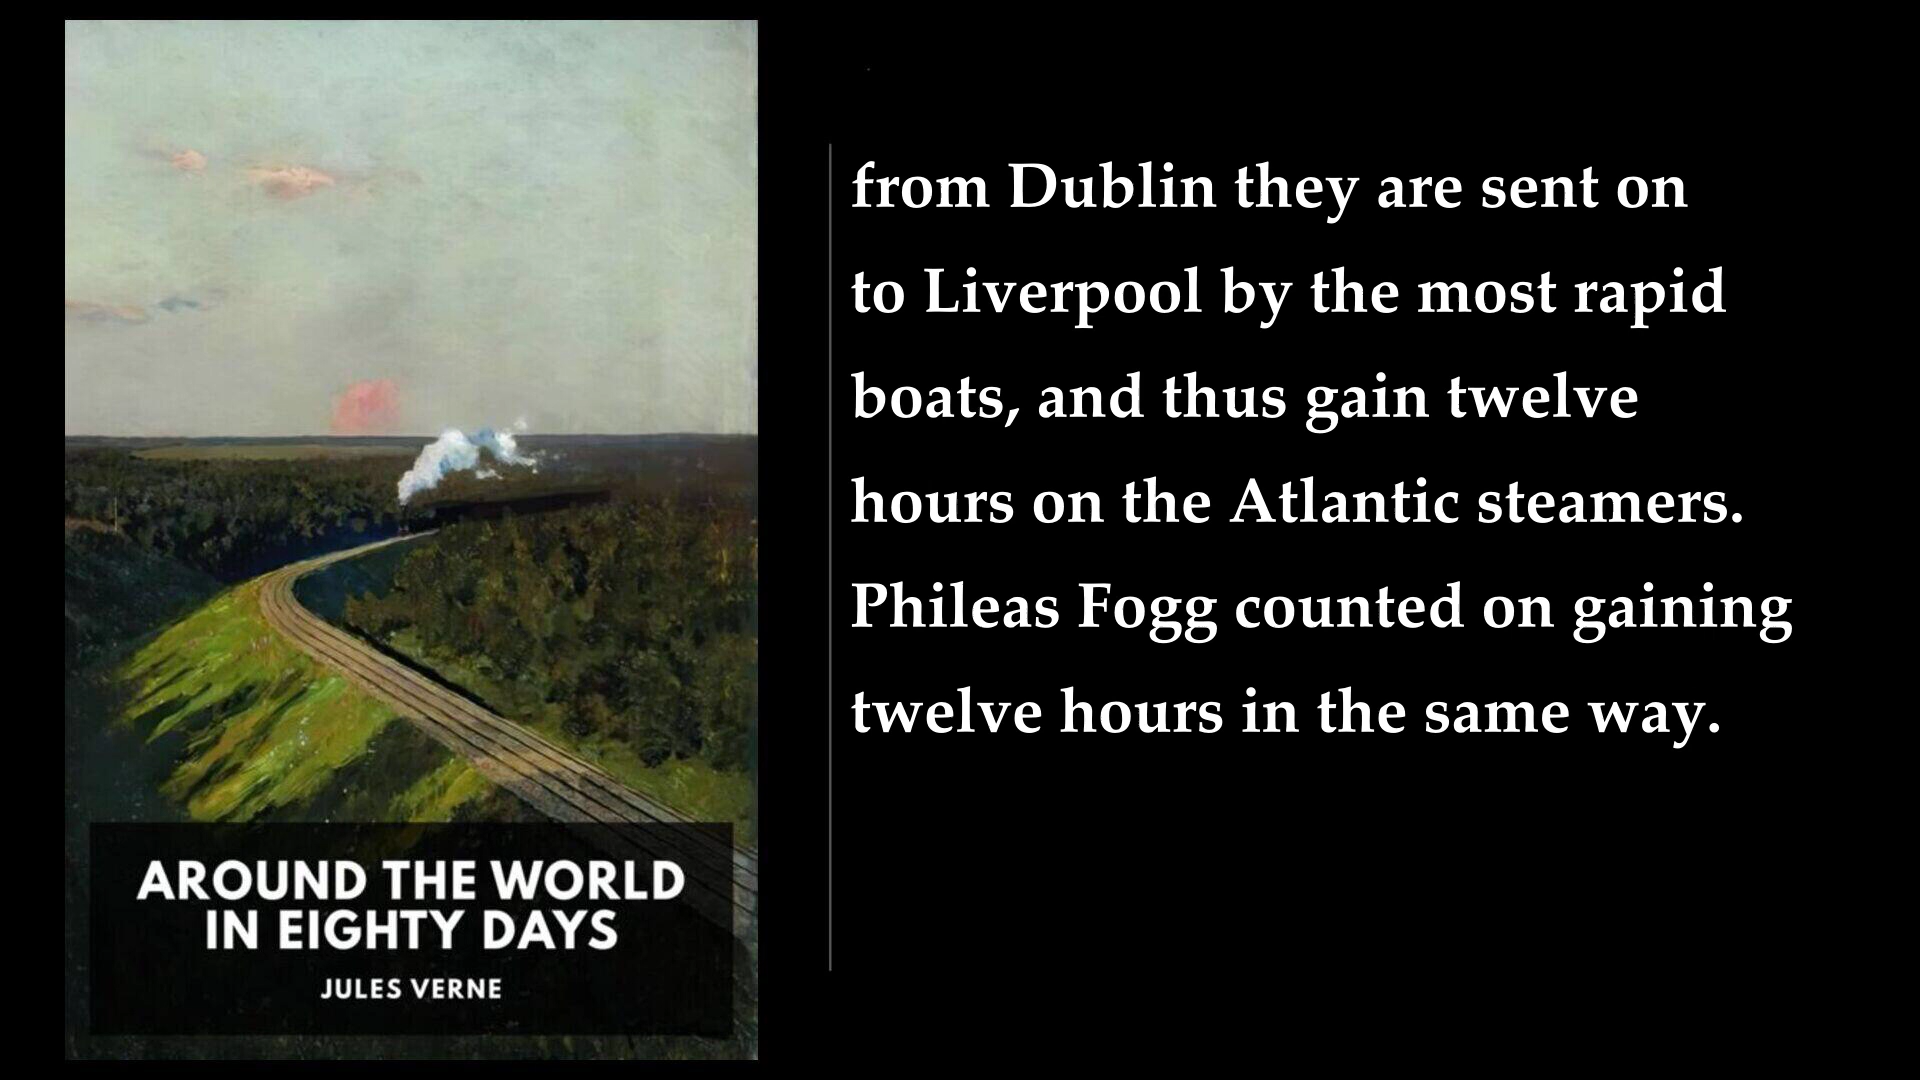 from Dublin they are sent on
to Liverpool by the most rapid
boats, and thus gain twelve
hours on the Atlantic steamers.
Phileas Fogg counted on gaining
twelve hours in the same way.
AROUND THE WORLD
IN EIGHTY DAYS
JULES VERNE